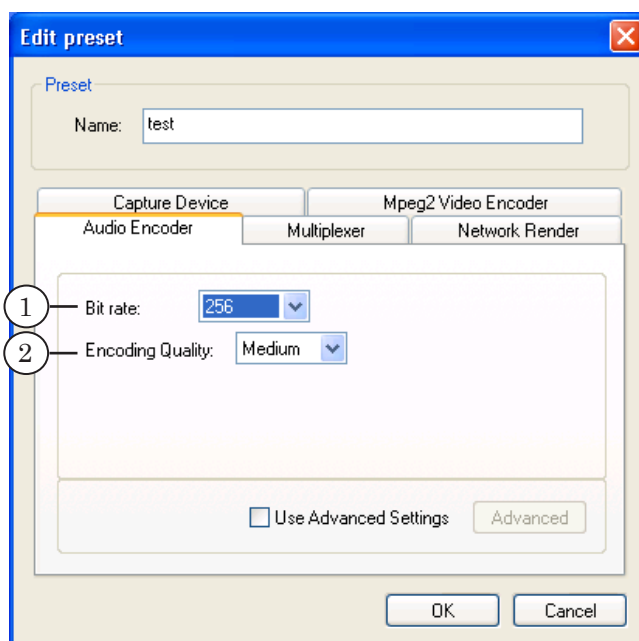 Edit preset
Preset
Name: test
Capture Device Mpeg2 Video Encoder
Audio Encoder Multiplexer Network Render
1 Bit rate: 256
2 Encoding Quality: Medium
Use Advanced Settings Advanced
OK Cancel